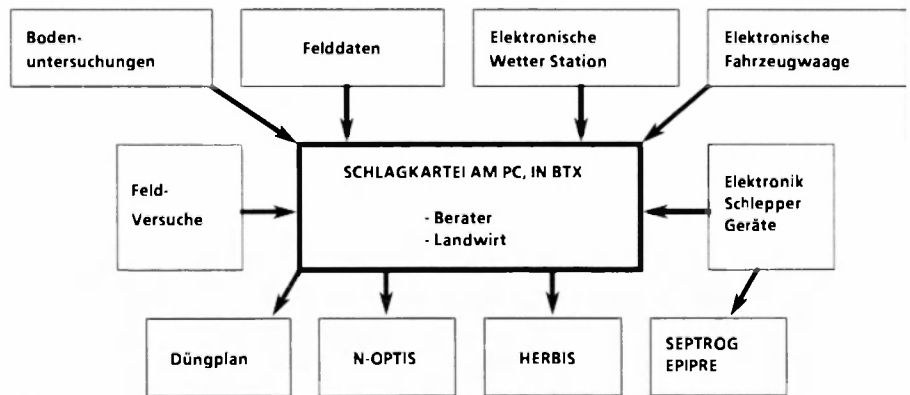 Boden-
untersuchungen
Felddaten
Elektronische
Wetter Station
Elektronische
Fahrzeugwaage
Feld-
Versuche
SCHLAGKARTEI AM PC, IN BTX
- Berater
- Landwirt
Elektronik
Schlepper
Geräte
Düngplan
N-OPTIS
HERBIS
SEPTROG
EPIPRE